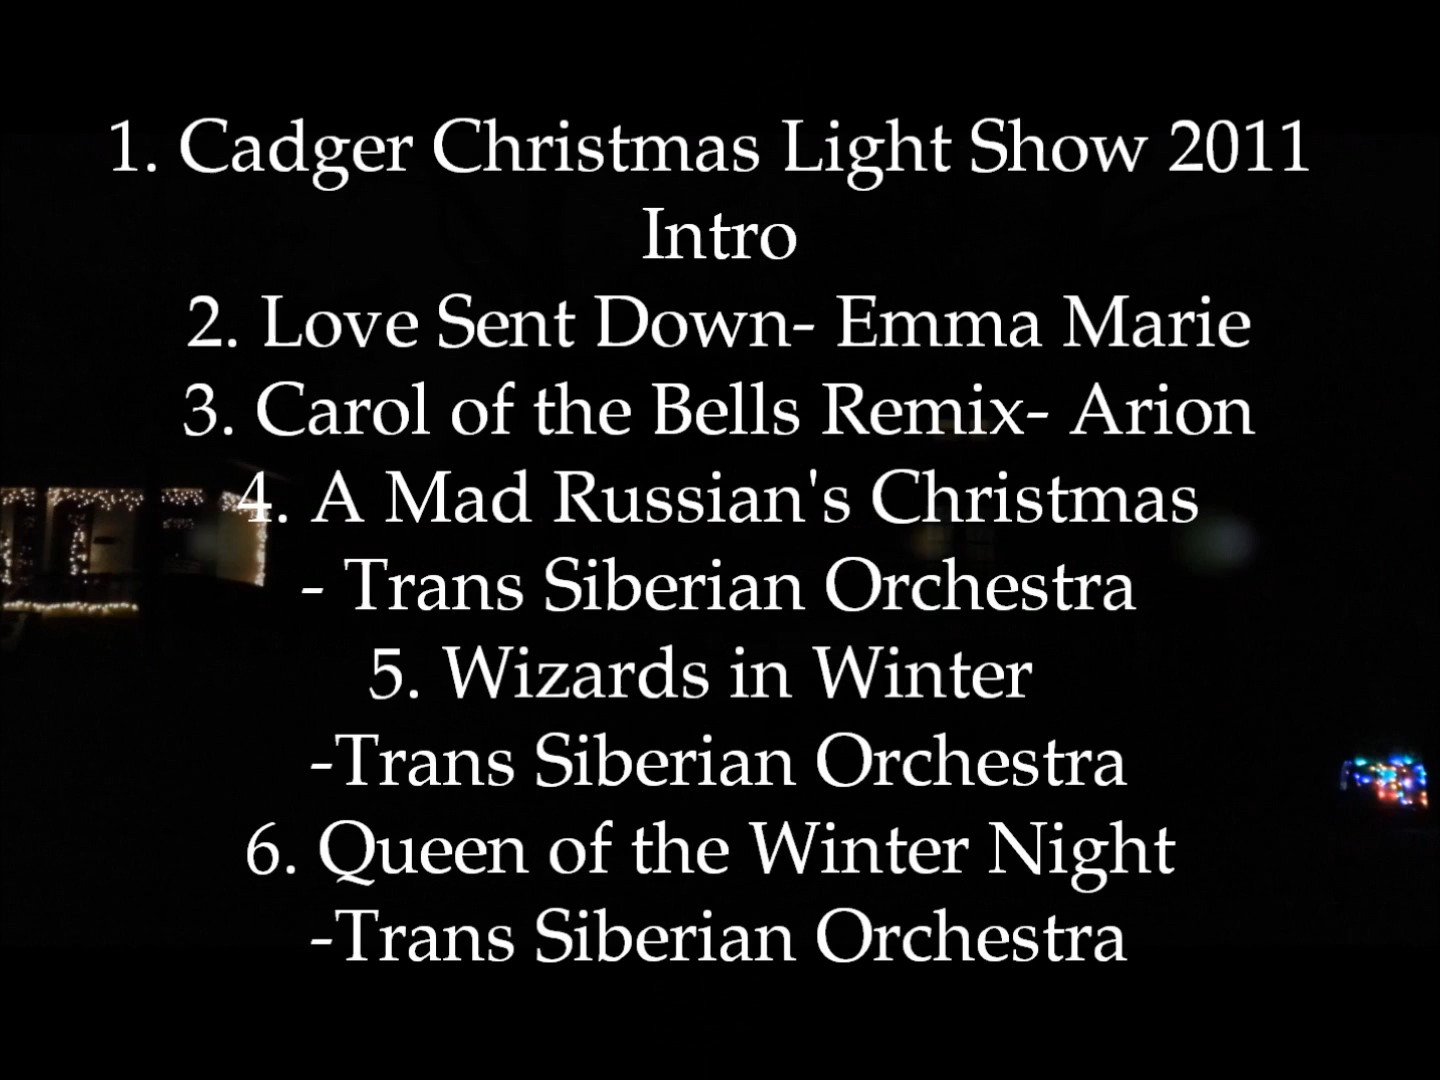 1. Cadger Christmas Light Show 2011
Intro
2. Love Sent Down- Emma Marie
3. Carol of the Bells Remix- Arion
4. A Mad Russian's Christmas
- Trans Siberian Orchestra
5. Wizards in Winter
-Trans Siberian Orchestra
6. Queen of the Winter Night
-Trans Siberian Orchestra